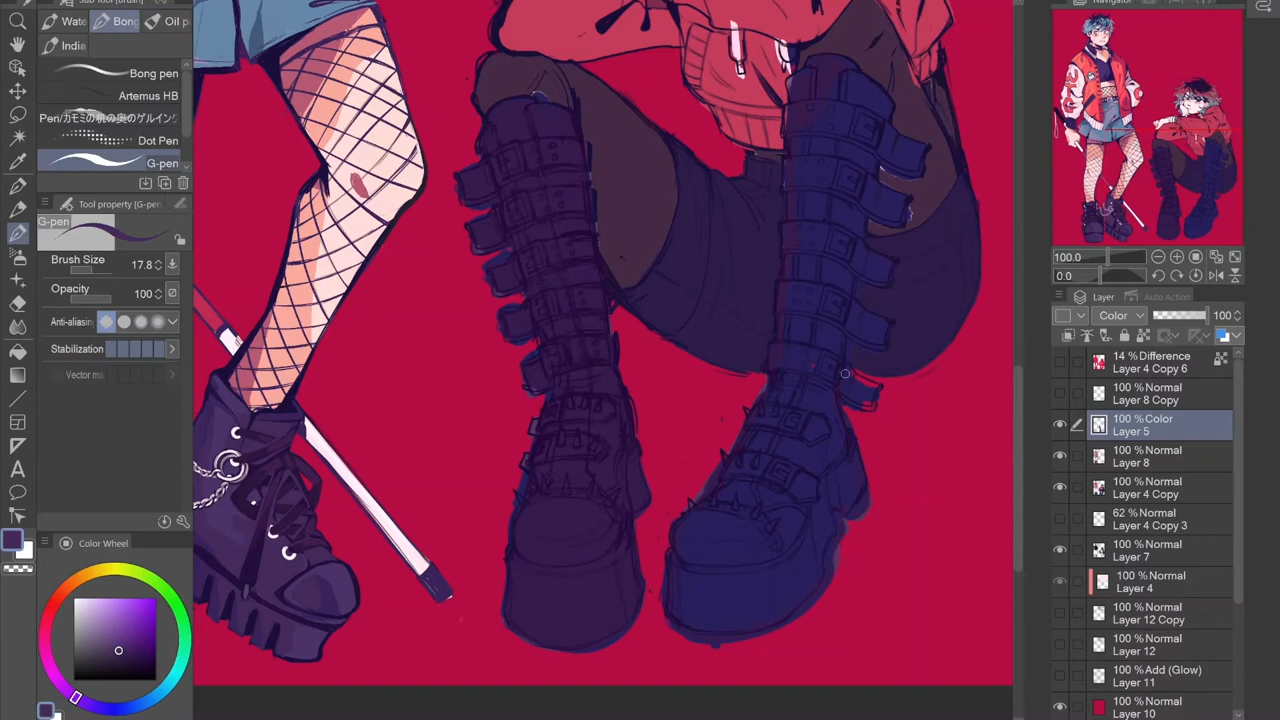 Sub Tool [Brush]
Navigator
Wate
Bong
Oil p
India
Bong pen
Artemus HB
Pen/カモミの桃の奥のゲルインク
Dot Pen
G-pen
Tool property [G-pen
G-pen
Brush Size
17.8
Opacity
100
Anti-aliasing
Stabilization
Vector ma
Color Wheel
100.0
0.0
Layer
Auto Action
Color
100
14 %Difference
Layer 4 Copy 6
100 %Normal
Layer 8 Copy
100 %Color
Layer 5
100 %Normal
Layer 8
100 %Normal
Layer 4 Copy
62 %Normal
Layer 4 Copy 3
100 %Normal
Layer 7
100 %Normal
Layer 4
100 %Normal
Layer 12 Copy
100 %Normal
Layer 12
100 %Add (Glow)
Layer 11
100 %Normal
Layer 10